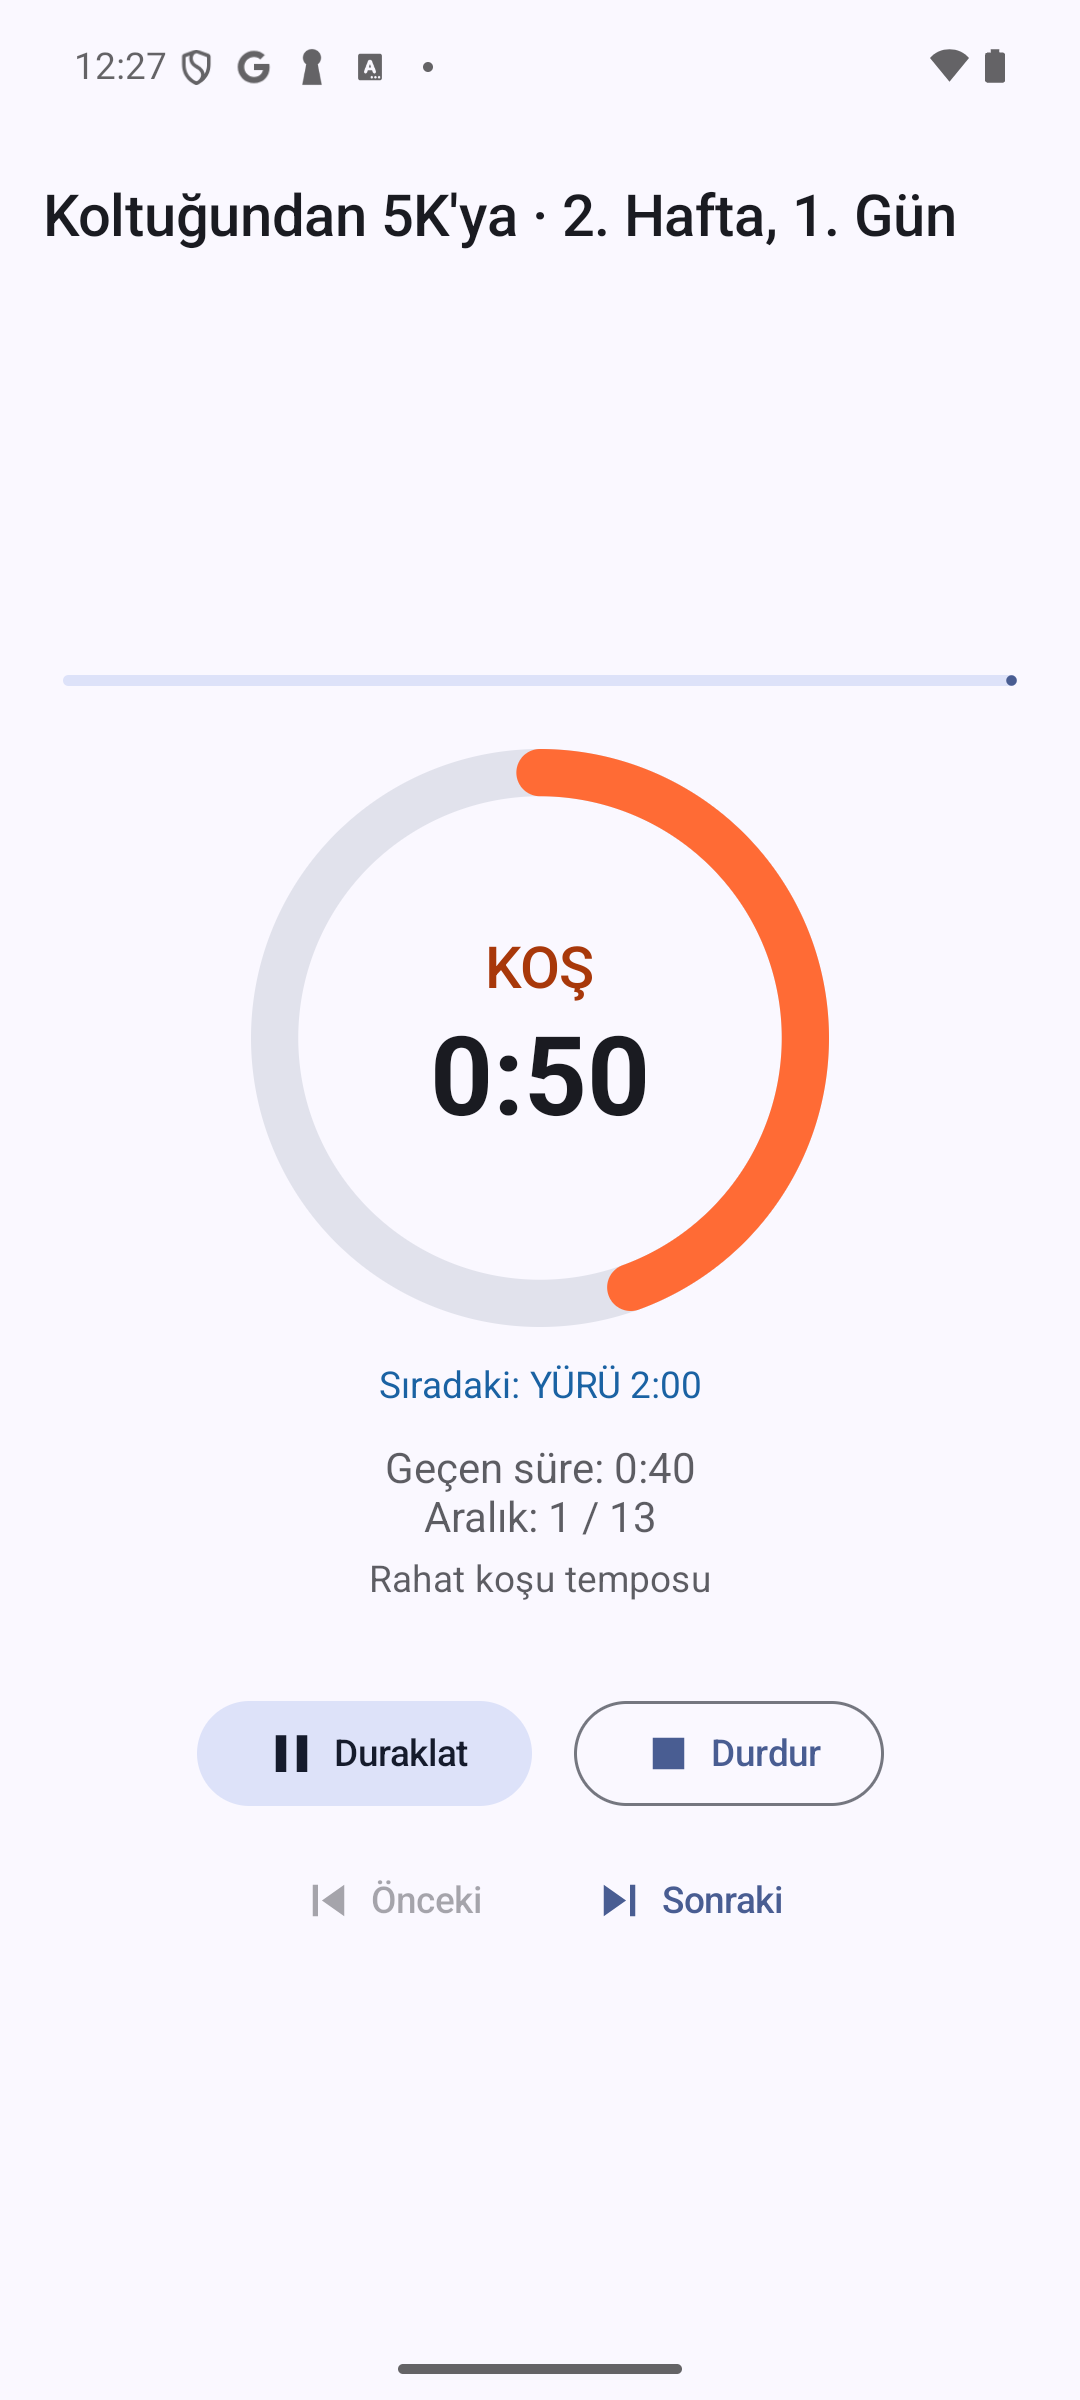 12:27
Koltuğundan 5K'ya · 2. Hafta, 1. Gün
KOŞ
0:50
Sıradaki: YÜRÜ 2:00
Geçen süre: 0:40
Aralık: 1 / 13
Rahat koşu temposu
Duraklat
Durdur
Önceki
Sonraki